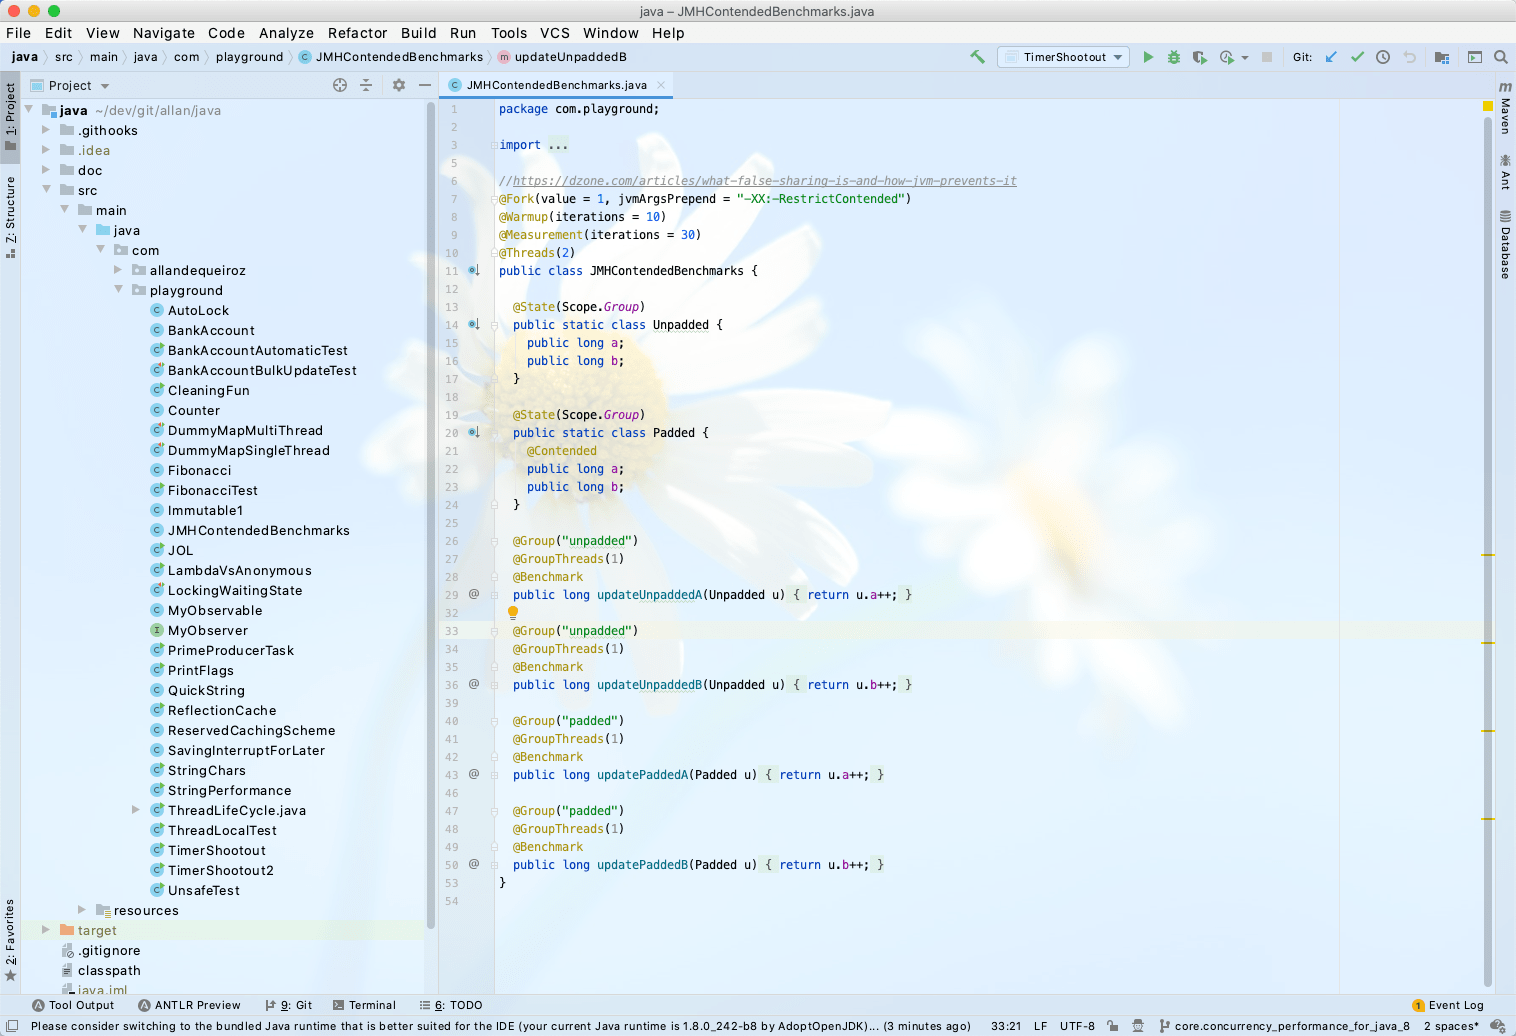 java – JMHContendedBenchmarks.java
File Edit View Navigate Code Analyze Refactor Build Run Tools VCS Window Help
java src main java com playground JMHContendedBenchmarks updateUnpaddedB TimerShootout Git:
Project
JMHContendedBenchmarks.java
1: Project
Z: Structure
2: Favorites
java ~/dev/git/allan/java
.githooks
.idea
doc
src
main
java
com
allandequeiroz
playground
AutoLock
BankAccount
BankAccountAutomaticTest
BankAccountBulkUpdateTest
CleaningFun
Counter
DummyMapMultiThread
DummyMapSingleThread
Fibonacci
FibonacciTest
Immutable1
JMHContendedBenchmarks
JOL
LambdaVsAnonymous
LockingWaitingState
MyObservable
MyObserver
PrimeProducerTask
PrintFlags
QuickString
ReflectionCache
ReservedCachingScheme
SavingInterruptForLater
StringChars
StringPerformance
ThreadLifeCycle.java
ThreadLocalTest
TimerShootout
TimerShootout2
UnsafeTest
resources
target
.gitignore
classpath
java.iml
1 package com.playground;
2
3 import ...
5
6 //https://dzone.com/articles/what-false-sharing-is-and-how-jvm-prevents-it
7 @Fork(value = 1, jvmArgsPrepend = "-XX:-RestrictContended")
8 @Warmup(iterations = 10)
9 @Measurement(iterations = 30)
10 @Threads(2)
11 public class JMHContendedBenchmarks {
12
13 @State(Scope.Group)
14 public static class Unpadded {
15 public long a;
16 public long b;
17 }
18
19 @State(Scope.Group)
20 public static class Padded {
21 @Contended
22 public long a;
23 public long b;
24 }
25
26 @Group("unpadded")
27 @GroupThreads(1)
28 @Benchmark
29 @ public long updateUnpaddedA(Unpadded u) { return u.a++; }
32
33 @Group("unpadded")
34 @GroupThreads(1)
35 @Benchmark
36 @ public long updateUnpaddedB(Unpadded u) { return u.b++; }
39
40 @Group("padded")
41 @GroupThreads(1)
42 @Benchmark
43 @ public long updatePaddedA(Padded u) { return u.a++; }
46
47 @Group("padded")
48 @GroupThreads(1)
49 @Benchmark
50 @ public long updatePaddedB(Padded u) { return u.b++; }
53 }
54
m Maven
Ant
Database
Tool Output ANTLR Preview 9: Git Terminal 6: TODO 1 Event Log
Please consider switching to the bundled Java runtime that is better suited for the IDE (your current Java runtime is 1.8.0_242-b8 by AdoptOpenJDK)... (3 minutes ago) 33:21 LF UTF-8 core.concurrency_performance_for_java_8 2 spaces*